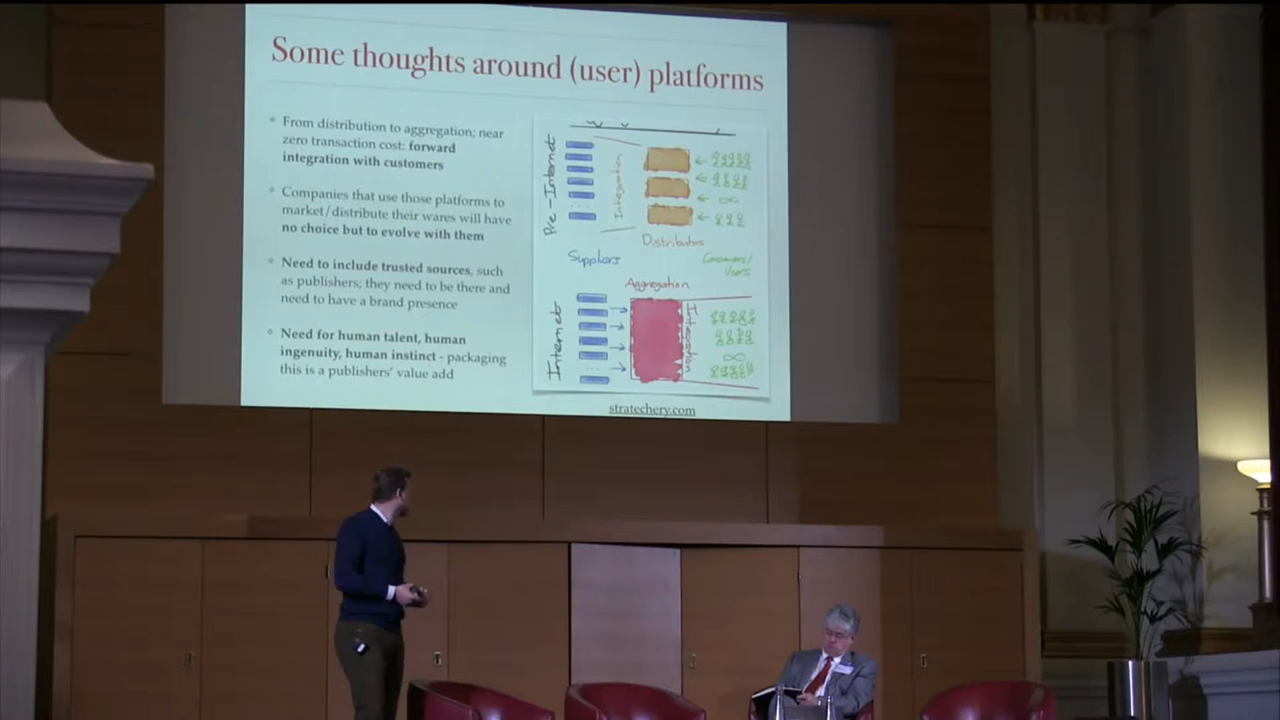 Some thoughts around (user) platforms
From distribution to aggregation; near
zero transaction cost: forward
integration with customers
Companies that use those platforms to
market/distribute their wares will have
no choice but to evolve with them
Need to include trusted sources, such
as publishers; they need to be there and
need to have a brand presence
Need for human talent, human
ingenuity, human instinct - packaging
this is a publishers' value add
Pre-Internet
Integration
Distributors
Suppliers
Consumers/
Users
Aggregation
Internet
Integration
stratechery.com